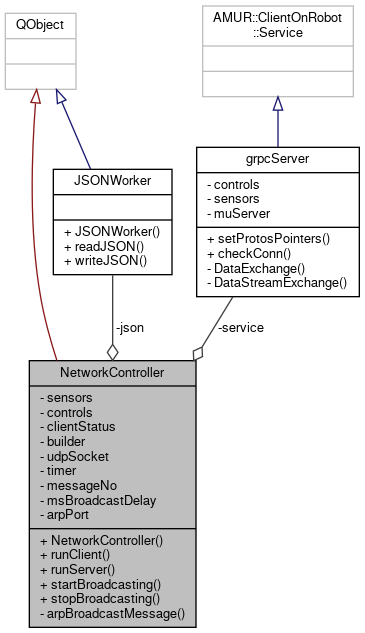 QObject
AMUR::ClientOnRobot
::Service
JSONWorker
+ JSONWorker()
+ readJSON()
+ writeJSON()
grpcServer
- controls
- sensors
- muServer
+ setProtosPointers()
+ checkConn()
- DataExchange()
- DataStreamExchange()
-json
-service
NetworkController
- sensors
- controls
- clientStatus
- builder
- udpSocket
- timer
- messageNo
- msBroadcastDelay
- arpPort
+ NetworkController()
+ runClient()
+ runServer()
+ startBroadcasting()
+ stopBroadcasting()
- arpBroadcastMessage()